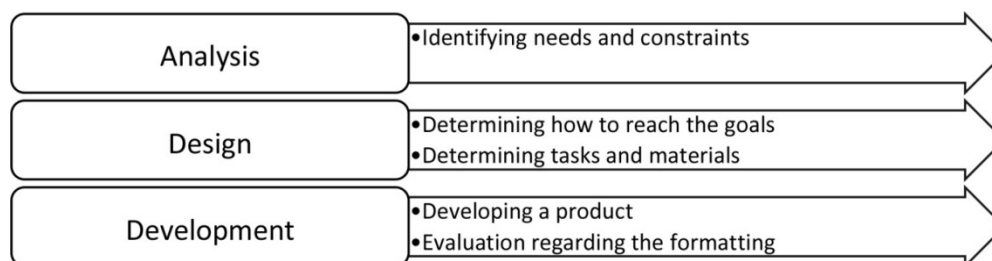 Analysis
•Identifying needs and constraints
Design
•Determining how to reach the goals
•Determining tasks and materials
Development
•Developing a product
•Evaluation regarding the formatting